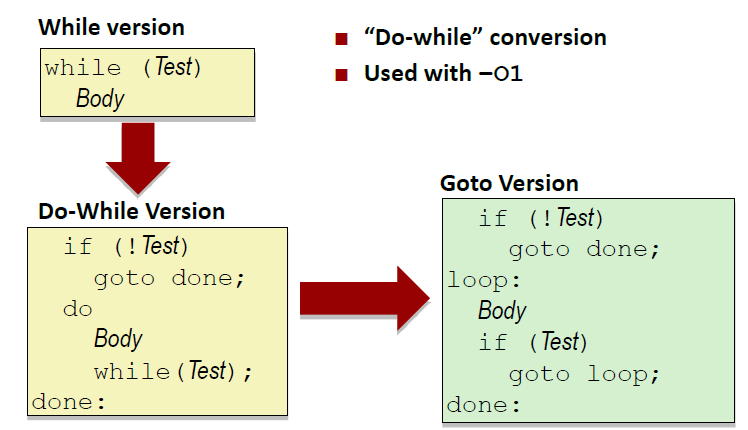 While version
while (Test)
Body
"Do-while" conversion
Used with –O1
Do-While Version
if (!Test)
goto done;
do
Body
while(Test);
done:
Goto Version
if (!Test)
goto done;
loop:
Body
if (Test)
goto loop;
done: